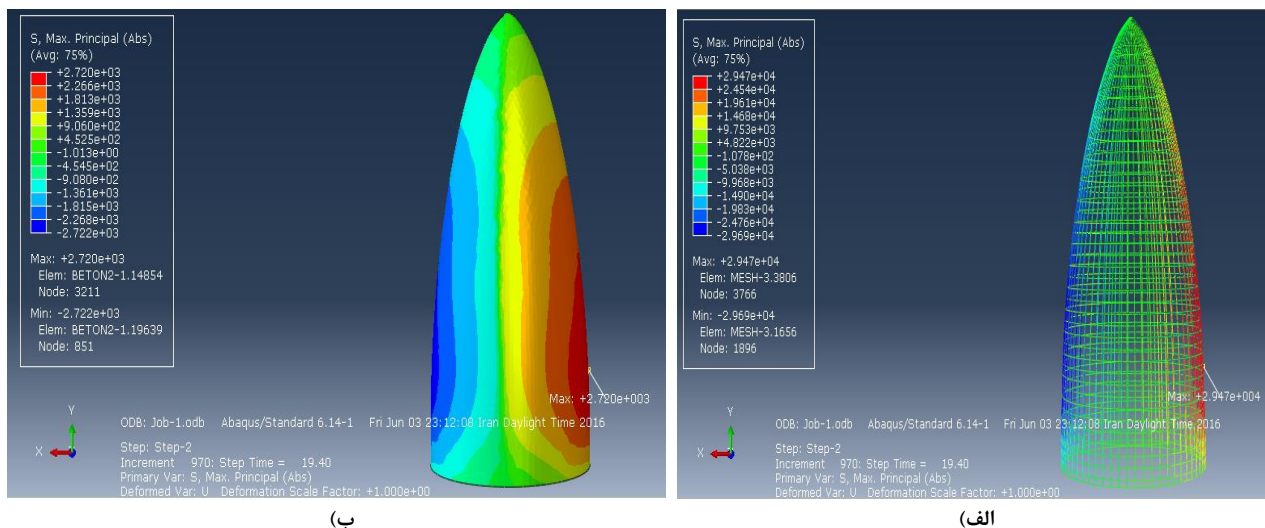 S, Max. Principal (Abs)
(Avg: 75%)
+2.720e+03
+2.266e+03
+1.813e+03
+1.359e+03
+9.060e+02
+4.525e+02
-1.013e+00
-4.545e+02
-9.080e+02
-1.361e+03
-1.815e+03
-2.268e+03
-2.722e+03
Max: +2.720e+03
Elem: BETON2-1.14854
Node: 3211
Min: -2.722e+03
Elem: BETON2-1.19639
Node: 851
Max: +2.720e+003
Y
X
ODB: Job-1.odb Abaqus/Standard 6.14-1 Fri Jun 03 23:12:08 Iran Daylight Time 2016
Step: Step-2
Increment 970: Step Time = 19.40
Primary Var: S, Max. Principal (Abs)
Deformed Var: U Deformation Scale Factor: +1.000e+00
ب)
S, Max. Principal (Abs)
(Avg: 75%)
+2.947e+04
+2.454e+04
+1.961e+04
+1.468e+04
+9.753e+03
+4.822e+03
-1.078e+02
-5.038e+03
-9.968e+03
-1.490e+04
-1.983e+04
-2.476e+04
-2.969e+04
Max: +2.947e+04
Elem: MESH-3.3806
Node: 3766
Min: -2.969e+04
Elem: MESH-3.1656
Node: 1896
Max: +2.947e+004
Y
X
ODB: Job-1.odb Abaqus/Standard 6.14-1 Fri Jun 03 23:12:08 Iran Daylight Time 2016
Step: Step-2
Increment 970: Step Time = 19.40
Primary Var: S, Max. Principal (Abs)
Deformed Var: U Deformation Scale Factor: +1.000e+00
الف)